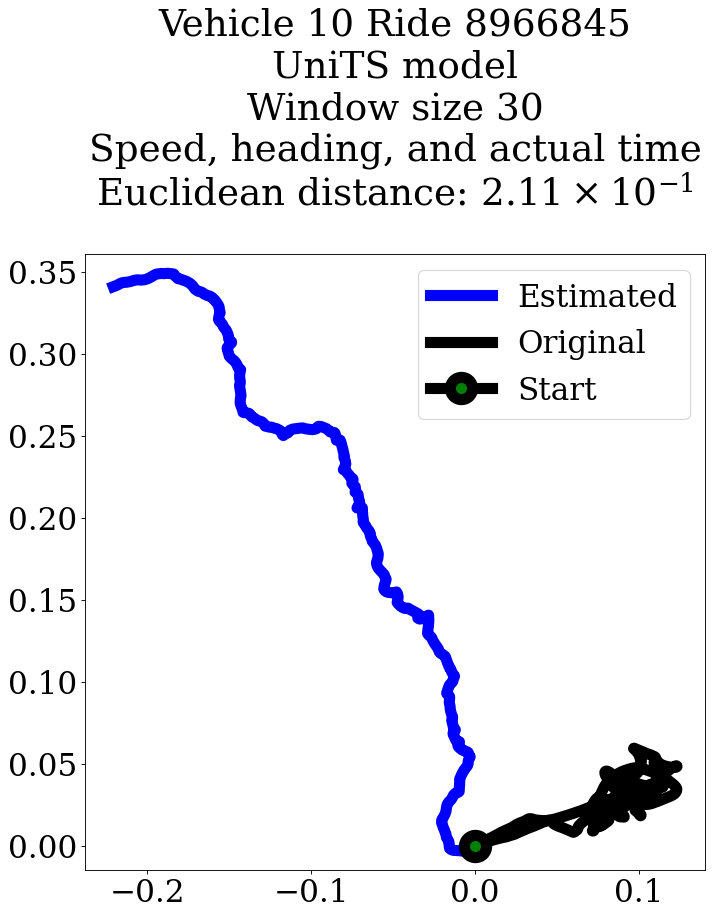 Vehicle 10 Ride 8966845
UniTS model
Window size 30
Speed, heading, and actual time
Euclidean distance: 2.11 × 10⁻¹
Estimated
Original
Start
0.35
0.30
0.25
0.20
0.15
0.10
0.05
0.00
−0.2 −0.1 0.0 0.1